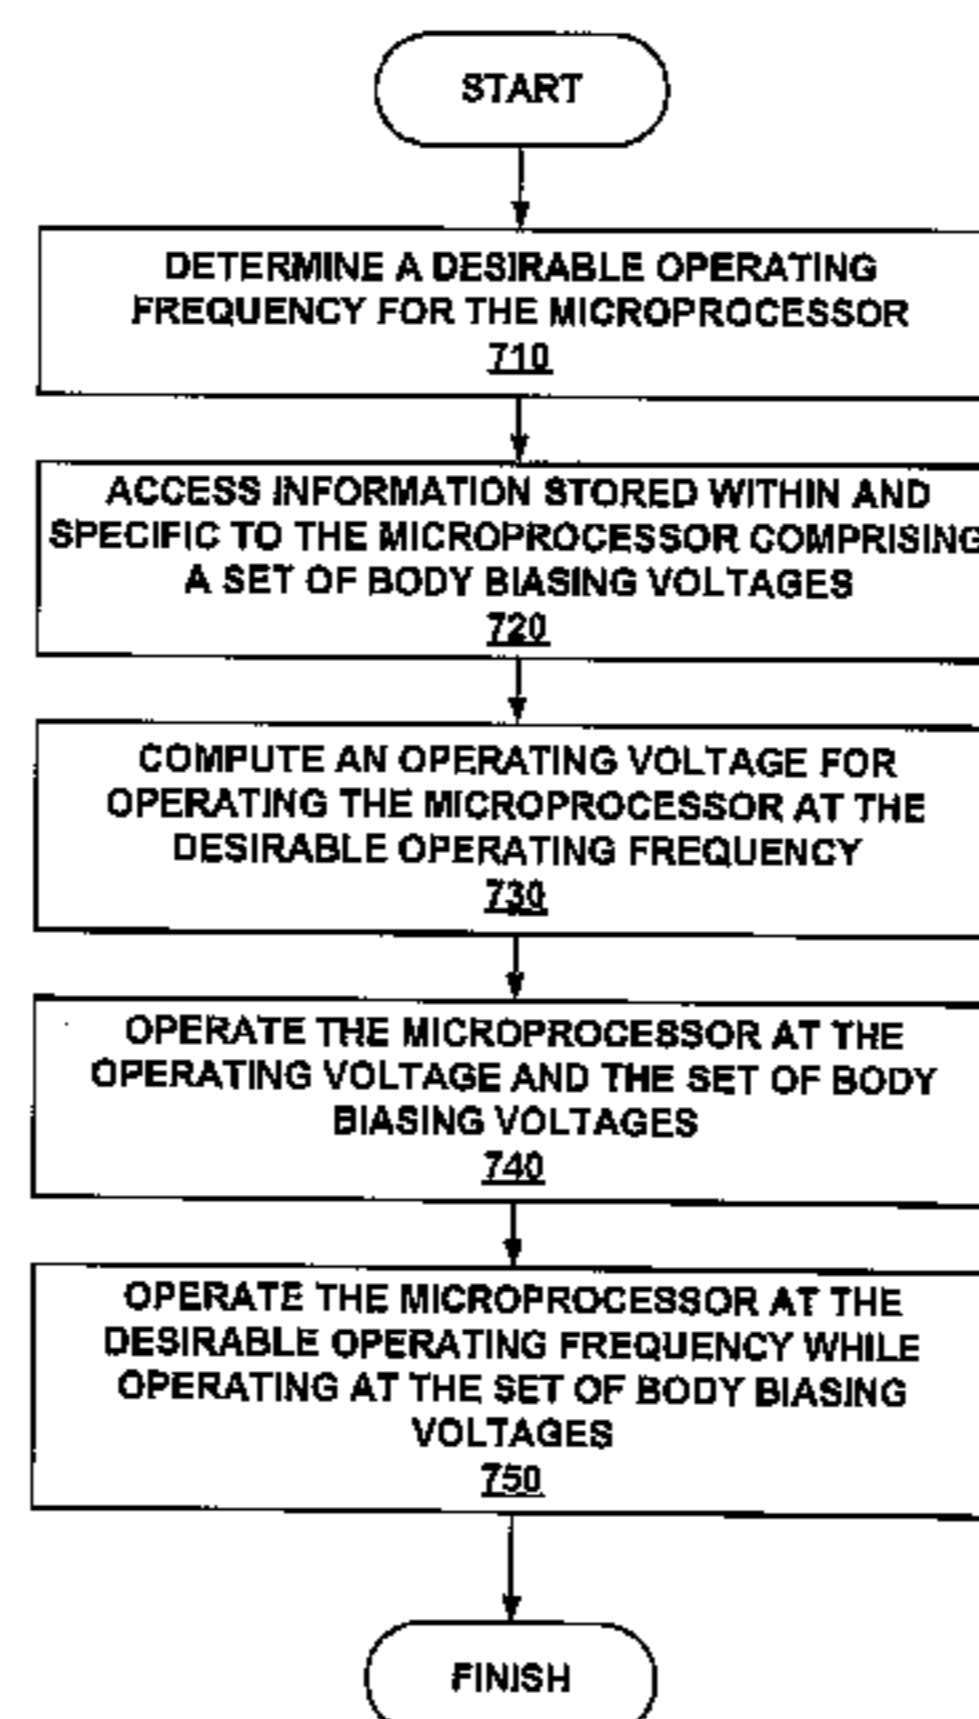 START
DETERMINE A DESIRABLE OPERATING
FREQUENCY FOR THE MICROPROCESSOR
710
ACCESS INFORMATION STORED WITHIN AND
SPECIFIC TO THE MICROPROCESSOR COMPRISING
A SET OF BODY BIASING VOLTAGES
720
COMPUTE AN OPERATING VOLTAGE FOR
OPERATING THE MICROPROCESSOR AT THE
DESIRABLE OPERATING FREQUENCY
730
OPERATE THE MICROPROCESSOR AT THE
OPERATING VOLTAGE AND THE SET OF BODY
BIASING VOLTAGES
740
OPERATE THE MICROPROCESSOR AT THE
DESIRABLE OPERATING FREQUENCY WHILE
OPERATING AT THE SET OF BODY BIASING
VOLTAGES
750
FINISH